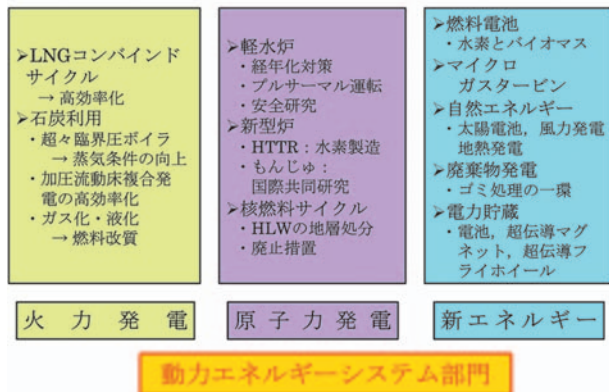 ➢LNGコンバインド
サイクル
→ 高効率化
➢石炭利用
・超々臨界圧ボイラ
→蒸気条件の向上
・加圧流動床複合発
電の高効率化
・ガス化・液化
→ 燃料改質
火力発電
➢軽水炉
・経年化対策
・プルサーマル運転
・安全研究
➢新型炉
・HTTR：水素製造
・もんじゅ：
国際共同研究
➢核燃料サイクル
・HLWの地層処分
・廃止措置
原子力発電
➢燃料電池
・水素とバイオマス
➢マイクロ
ガスタービン
➢自然エネルギー
・太陽電池，風力発電
地熱発電
➢廃棄物発電
・ゴミ処理の一環
➢電力貯蔵
・電池，超伝導マグ
ネット，超伝導フ
ライホイール
新エネルギー
動力エネルギーシステム部門